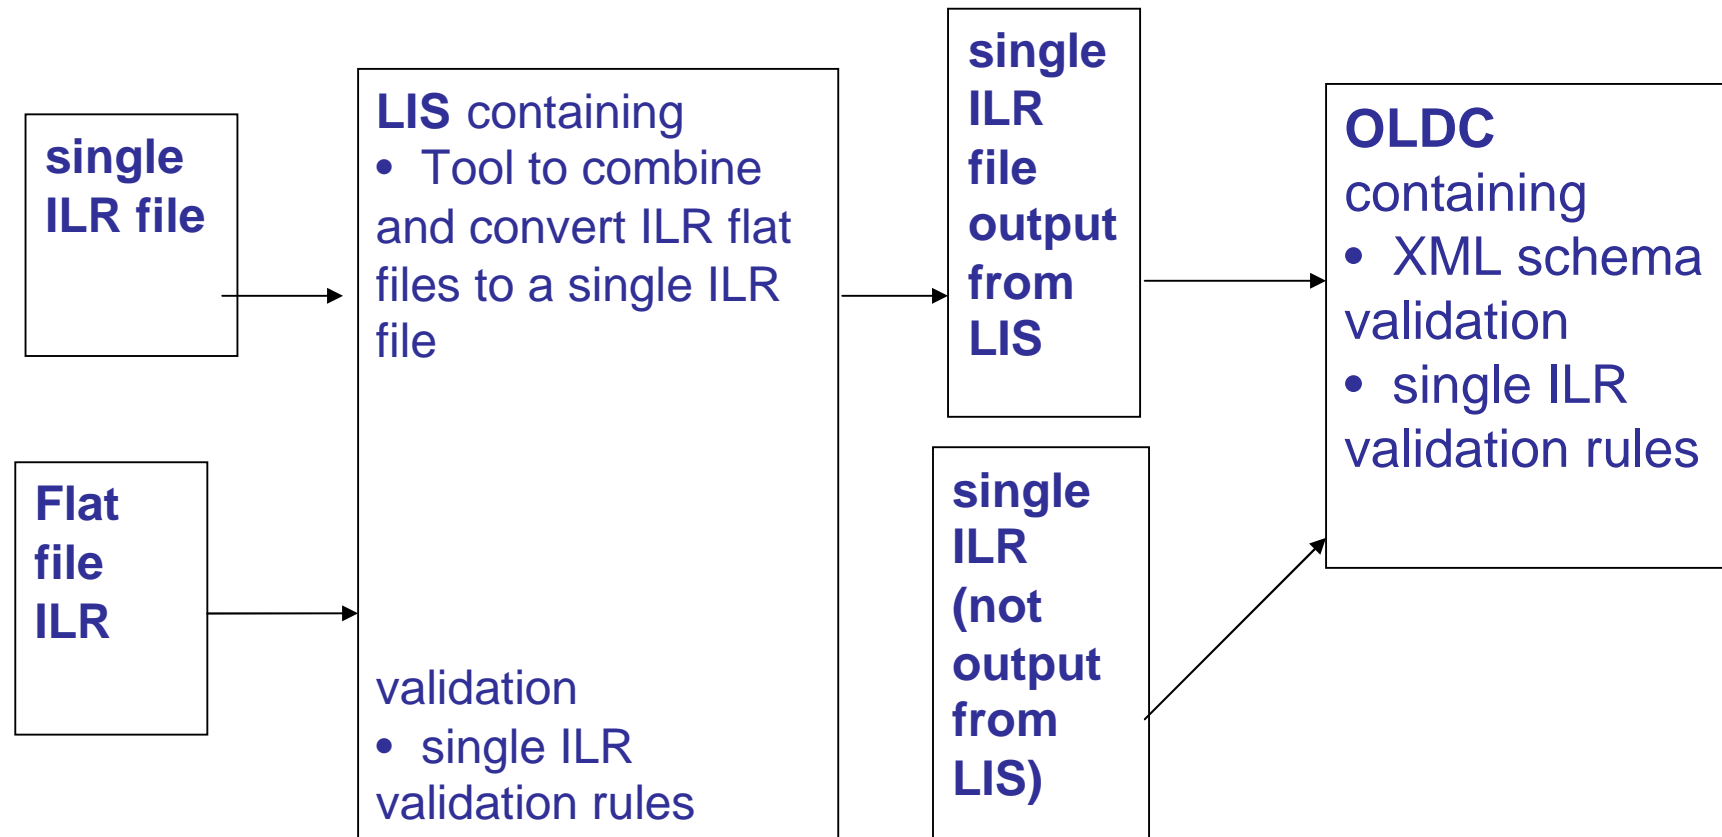 single
ILR file
Flat
file
ILR
LIS containing
• Tool to combine
and convert ILR flat
files to a single ILR
file
validation
• single ILR
validation rules
single
ILR
file
output
from
LIS
single
ILR
(not
output
from
LIS)
OLDC
containing
• XML schema
validation
• single ILR
validation rules